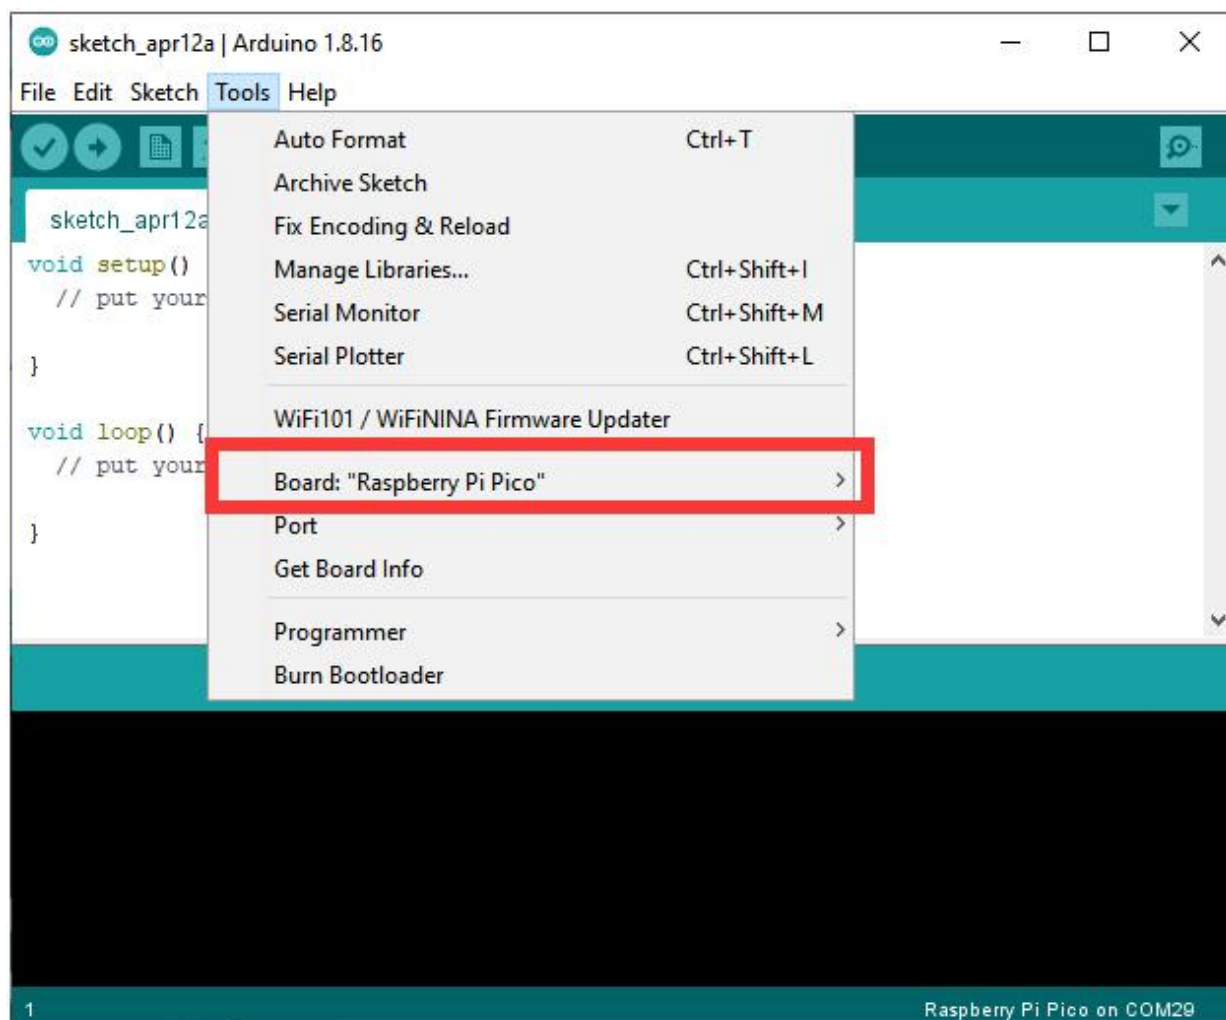 sketch_apr12a | Arduino 1.8.16
File Edit Sketch Tools Help
Auto Format Ctrl+T
Archive Sketch
sketch_apr12a
Fix Encoding & Reload
void setup()
Manage Libraries... Ctrl+Shift+I
// put your
Serial Monitor Ctrl+Shift+M
Serial Plotter Ctrl+Shift+L
}
WiFi101 / WiFiNINA Firmware Updater
void loop() {
// put your
Board: "Raspberry Pi Pico"
Port
}
Get Board Info
Programmer
Burn Bootloader
1 Raspberry Pi Pico on COM29